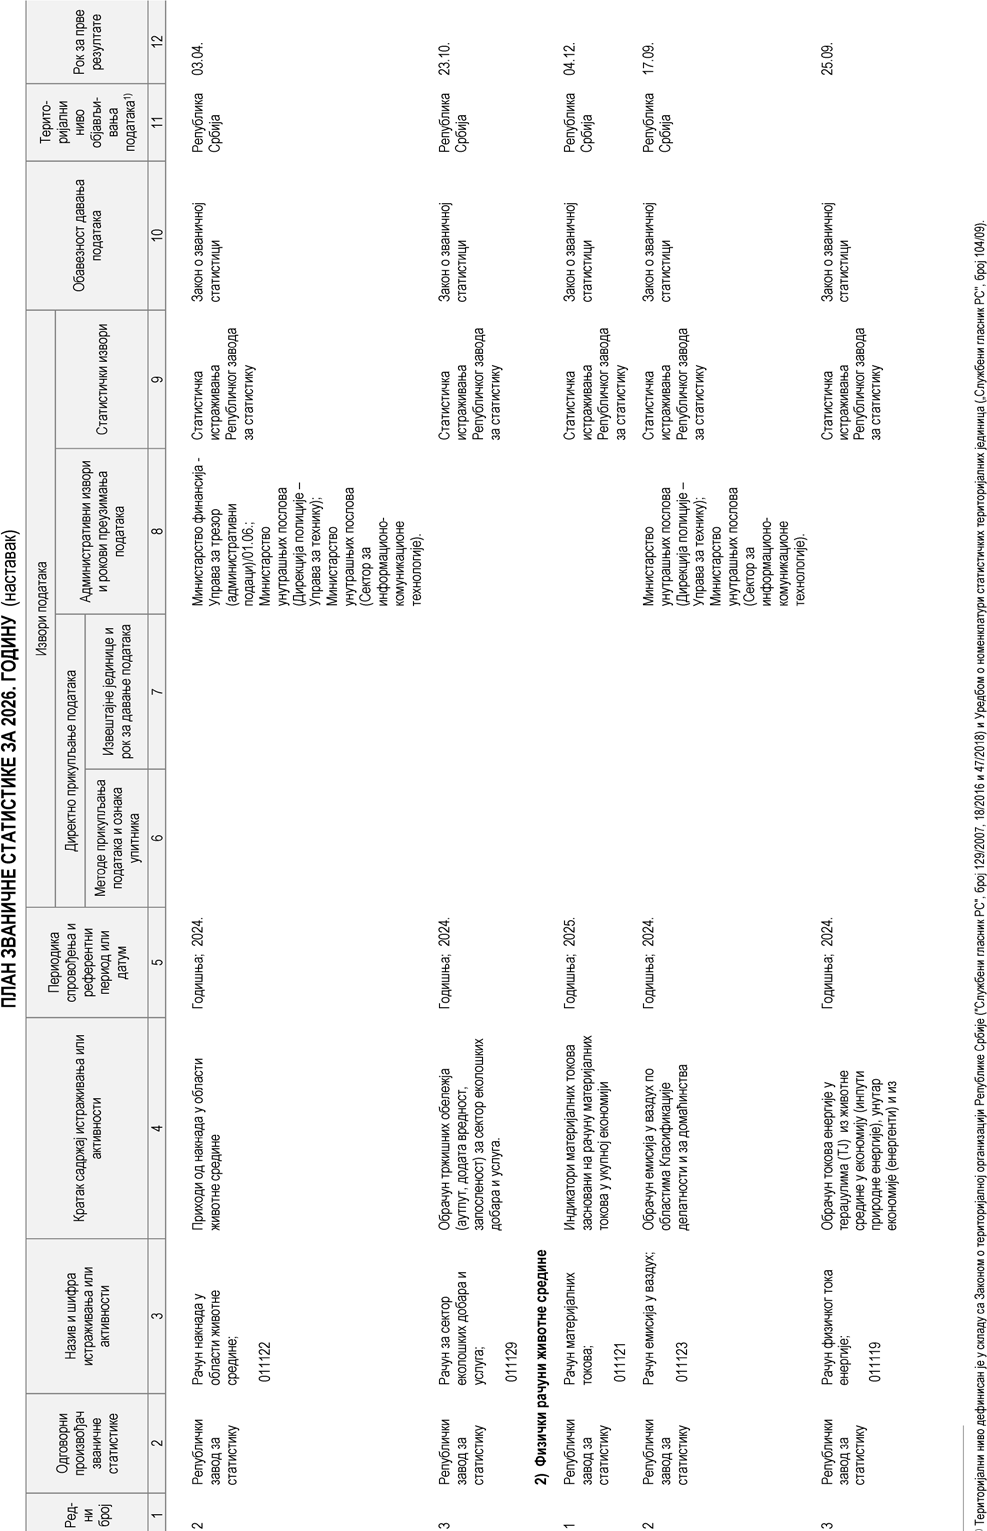 ПЛАН ЗВАНИЧНЕ СТАТИСТИКЕ ЗА 2026. ГОДИНУ (наставак)
Ред-
ни
број
Одговорни
произвођач
званичне
статистике
Назив и шифра
истраживања или
активности
Кратак садржај истраживања или
активности
Периодика
спровођења и
референтни
период или
датум
Извори података
Директно прикупљање података
Методе прикупљања
података и ознака
упитника
Извештајне јединице и
рок за давање података
Административни извори
и рокови преузимања
података
Статистички извори
Обавезност давања
података
Терито-
ријални
ниво
објављи-
вања
података1)
Рок за прве
резултате
1 2 3 4 5 6 7 8 9 10 11 12
2
Републички
завод за
статистику
Рачун накнада у
области животне
средине;
011122
Приходи од накнада у области
животне средине
Годишња; 2024.
Министарство финансија -
Управа за трезор
(административни
подаци)/01.06.;
Министарство
унутрашњих послова
(Дирекција полиције –
Управа за технику);
Министарство
унутрашњих послова
(Сектор за
информационо-
комуникационе
технологије).
Статистичка
истраживања
Републичког завода
за статистику
Закон о званичној
статистици
Република
Србија
03.04.
3
Републички
завод за
статистику
Рачун за сектор
еколошких добара и
услуга;
011129
Обрачун тржишних обележја
(аутпут, додата вредност,
запосленост) за сектор еколошких
добара и услуга.
Годишња; 2024.
Статистичка
истраживања
Републичког завода
за статистику
Закон о званичној
статистици
Република
Србија
23.10.
2) Физички рачуни животне средине
1
Републички
завод за
статистику
Рачун материјалних
токова;
011121
Индикатори материјалних токова
засновани на рачуну материјалних
токова у укупној економији
Годишња; 2025.
Статистичка
истраживања
Републичког завода
за статистику
Закон о званичној
статистици
Република
Србија
04.12.
2
Републички
завод за
статистику
Рачун емисија у ваздух;
011123
Обрачун емисија у ваздух по
областима Класификације
делатности и за домаћинства
Годишња; 2024.
Министарство
унутрашњих послова
(Дирекција полиције –
Управа за технику);
Министарство
унутрашњих послова
(Сектор за
информационо-
комуникационе
технологије).
Статистичка
истраживања
Републичког завода
за статистику
Закон о званичној
статистици
Република
Србија
17.09.
3
Републички
завод за
статистику
Рачун физичког тока
енергије;
011119
Обрачун токова енергије у
тераџулима (TJ) из животне
средине у економију (инпути
природне енергије), унутар
економије (енергенти) и из
Годишња; 2024.
Статистичка
истраживања
Републичког завода
за статистику
Закон о званичној
статистици
25.09.
) Територијални ниво дефинисан је у складу са Законом о територијалној организацији Републике Србије ("Службени гласник РС", број 129/2007, 18/2016 и 47/2018) и Уредбом о номенклатури статистичких територијалних јединица („Службени гласник РС", број 104/09).